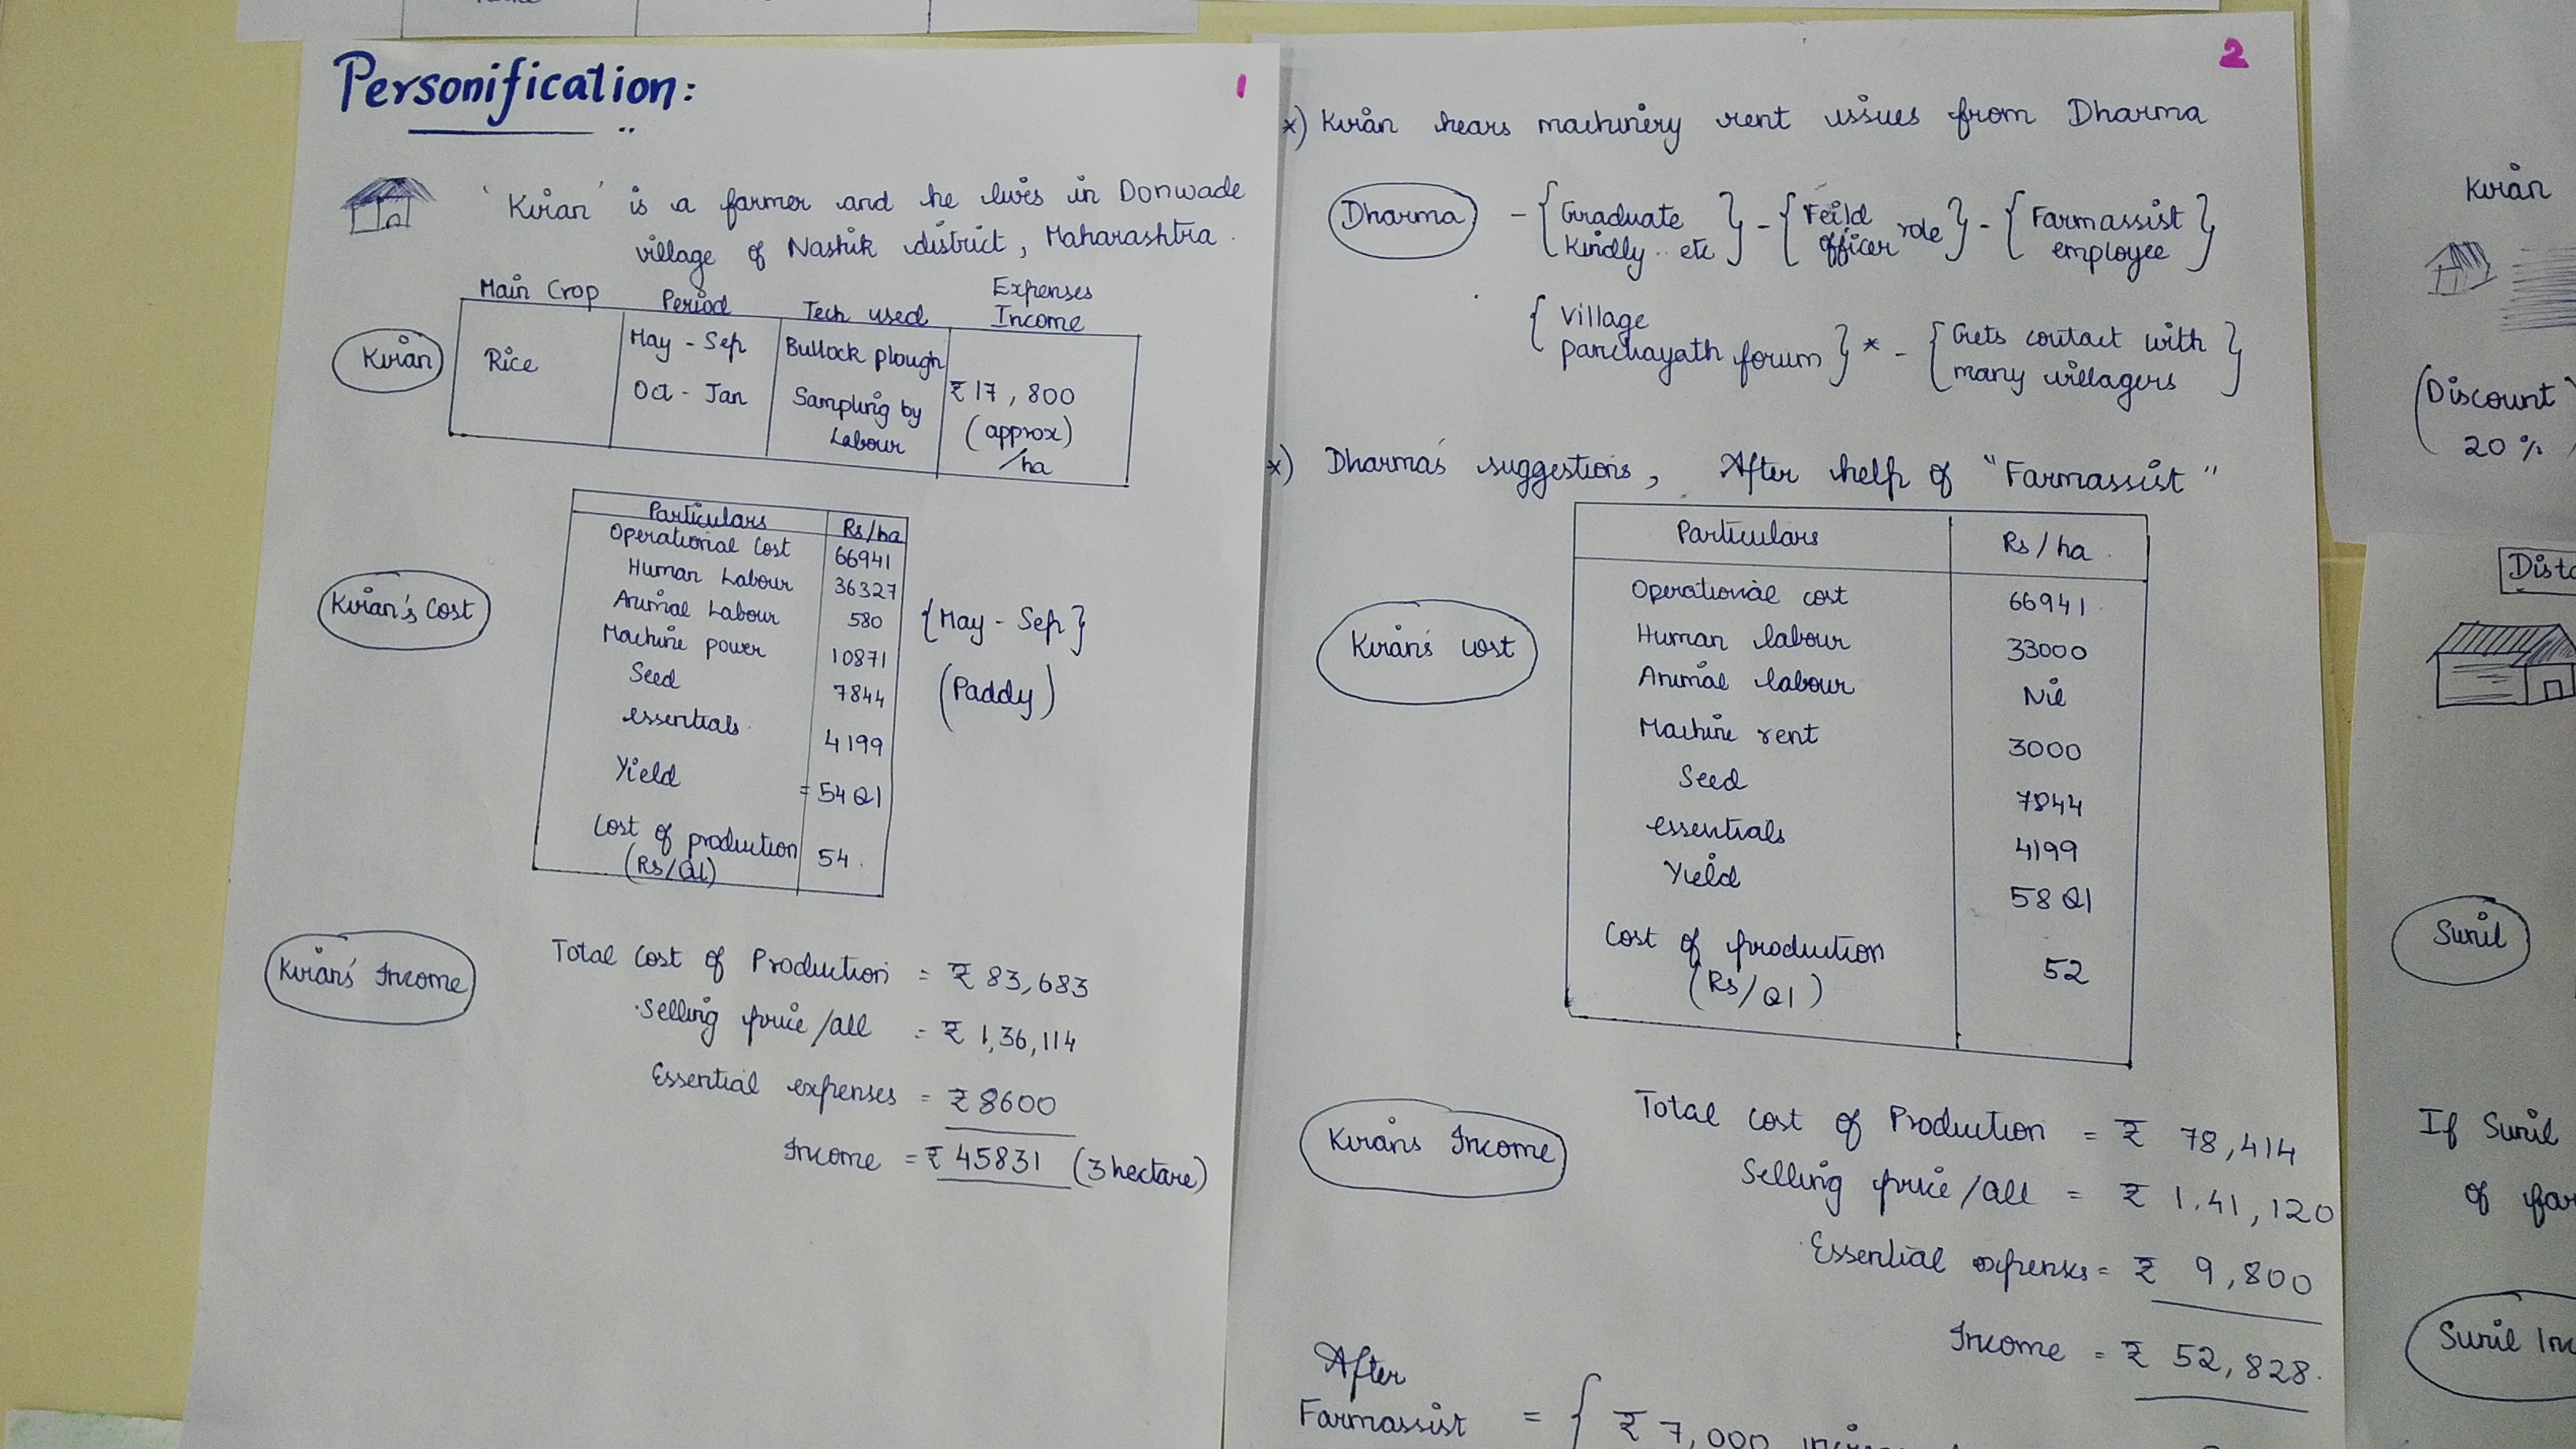 Personification:
1
'Kiran' is a farmer and he lives in Donwade
village of Nashik district, Maharashtra.
Kiran
Main Crop Period Tech used Expenses Income
Rice
May - Sep
Oct - Jan
Bullock plough
Sampling by
Labour
₹ 17,800
(approx)
/ha
Kiran's Cost
Particulars Rs/ha
Operational Cost 66941
Human Labour 36327
Animal Labour 580
Machine power 10871
Seed 7844
essentials. 4199
Yield = 54 Ql
Cost of production 54.
(Rs/Ql)
{May - Sep}
(Paddy)
Kiran's Income
Total Cost of Production = ₹ 83,683
Selling price/all = ₹ 1,36,114
Essential expenses = ₹ 8600
Income = ₹ 45831 (3 hectare)
2
*) Kiran hears machinery rent issues from Dharma
Dharma - {Graduate Kindly.. etc} - {Feild officer role} - {Farmassist employee}
{Village panchayath forum} * - {Gets contact with many villagers}
*) Dharma's suggestions, After help of "Farmassist"
Kiran's cost
Particulars Rs/ha.
Operational cost 66941.
Human labour 33000
Animal labour Nil
Machine rent 3000
Seed 7844
essentials 4199
Yield 58 Ql
Cost of production 52
(Rs/Ql)
Kirans Income
Total cost of Production = ₹ 78,414
Selling price/all = ₹ 1,41,120
Essential expenses = ₹ 9,800
Income = ₹ 52,828.
After
Farmassist = { ₹ 7,000
Kiran
(Discount
20%
Dist
Sunil
If Sunil
of far
Sunil In